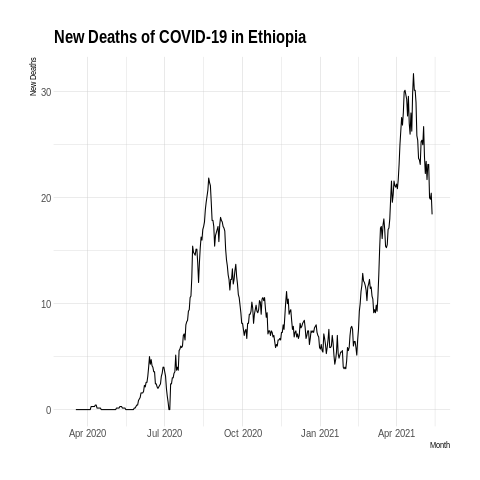 New Deaths of COVID-19 in Ethiopia
New Deaths
30
20
10
0
Apr 2020 Jul 2020 Oct 2020 Jan 2021 Apr 2021
Month